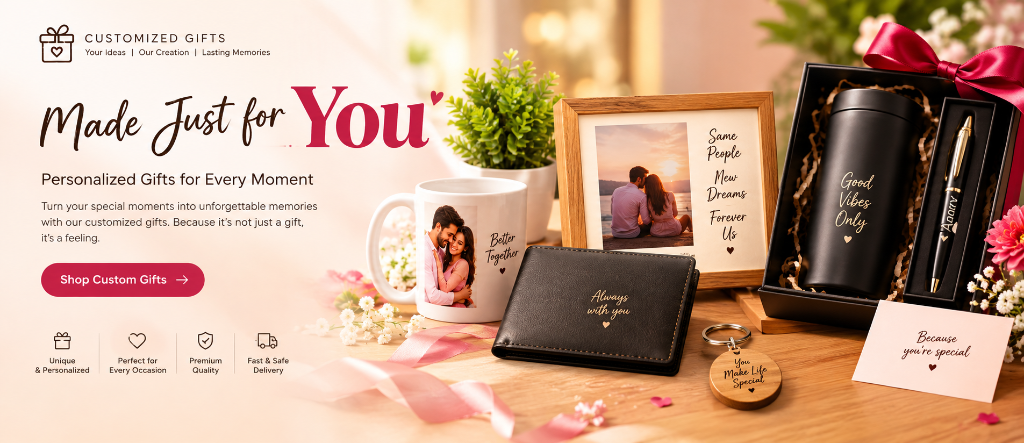 CUSTOMIZED GIFTS
Your Ideas | Our Creation | Lasting Memories
Made Just for You
Personalized Gifts for Every Moment
Turn your special moments into unforgettable memories
with our customized gifts. Because it's not just a gift,
it's a feeling.
Shop Custom Gifts
Unique
& Personalized
Perfect for
Every Occasion
Premium
Quality
Fast & Safe
Delivery
Better
Together
Same
People
New
Dreams
Forever
Us
Always
with you
You
Make Life
Special
Good
Vibes
Only
Because
you're special